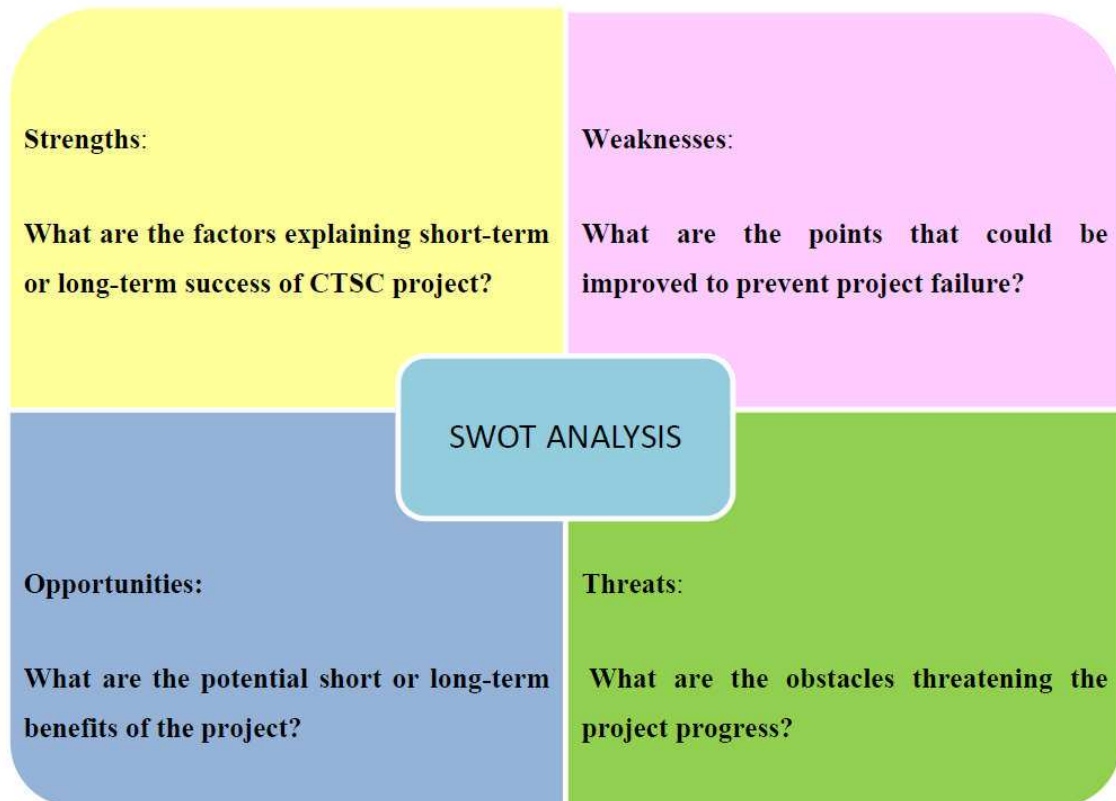 Strengths:
What are the factors explaining short-term
or long-term success of CTSC project?
Weaknesses:
What are the points that could be
improved to prevent project failure?
SWOT ANALYSIS
Opportunities:
What are the potential short or long-term
benefits of the project?
Threats:
What are the obstacles threatening the
project progress?